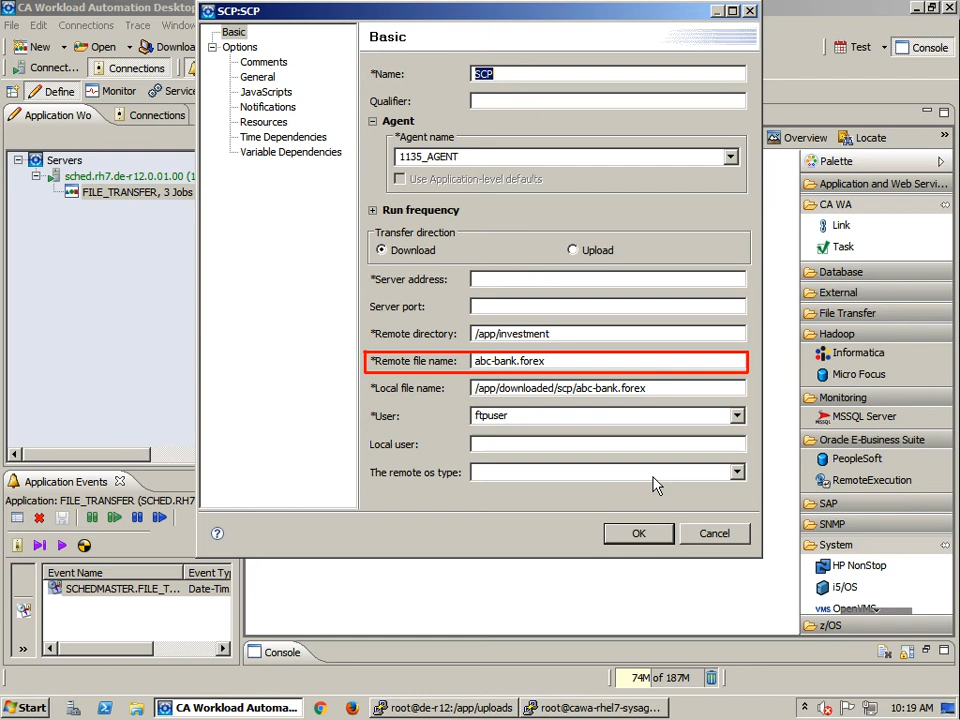 CA Workload Automation Desktop
File Edit Connections Trace Window
New Open Downloa
Connect... Connections
Define Monitor Service
Application Wo Connections
Servers
sched.rh7.de-r12.0.01.00 (1
FILE_TRANSFER, 3 Jobs
SCP:SCP
Basic
Options
Comments
General
JavaScripts
Notifications
Resources
Time Dependencies
Variable Dependencies
Basic
*Name: SCP
Qualifier:
Agent
*Agent name
1135_AGENT
Use Application-level defaults
Run frequency
Transfer direction
Download Upload
*Server address:
Server port:
*Remote directory: /app/investment
*Remote file name: abc-bank.forex
*Local file name: /app/downloaded/scp/abc-bank.forex
*User: ftpuser
Local user:
The remote os type:
? OK Cancel
Test Console
Overview Locate »
Palette
Application and Web Servi...
CA WA
Link
Task
Database
External
File Transfer
Hadoop
Informatica
Micro Focus
Monitoring
MSSQL Server
Oracle E-Business Suite
PeopleSoft
RemoteExecution
SAP
SNMP
System
HP NonStop
i5/OS
OpenVMS
z/OS
Application Events
Application: FILE_TRANSFER (SCHED.RH7
Event Name Event Typ
SCHEDMASTER.FILE_T... Date-Tim
»
Console
74M of 187M
Start CA Workload Automa... root@de-r12:/app/uploads root@cawa-rhel7-sysag... 10:19 AM